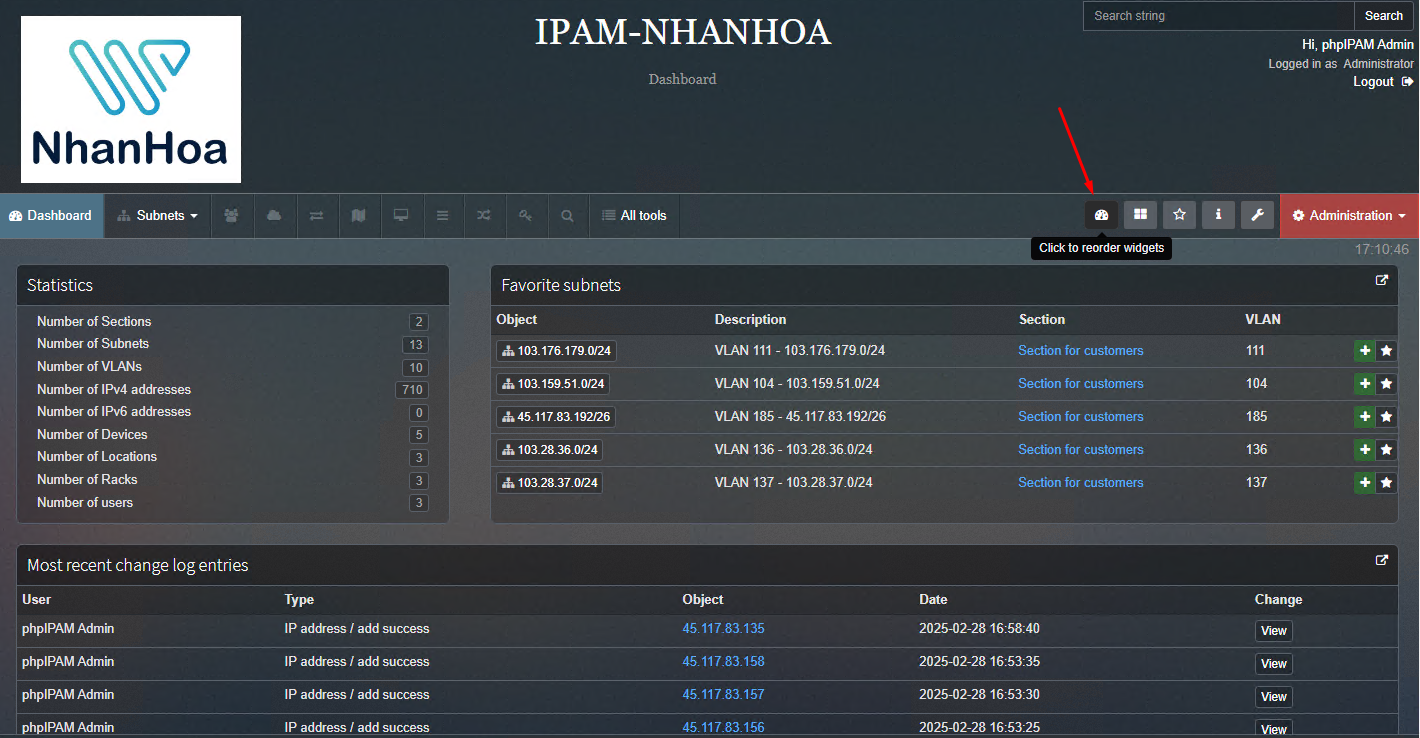 NhanHoa
IPAM-NHANHOA
Dashboard
Search string Search
Hi, phpIPAM Admin
Logged in as Administrator
Logout
Dashboard Subnets All tools Administration
Click to reorder widgets
17:10:46
Statistics
Number of Sections 2
Number of Subnets 13
Number of VLANs 10
Number of IPv4 addresses 710
Number of IPv6 addresses 0
Number of Devices 5
Number of Locations 3
Number of Racks 3
Number of users 3
Favorite subnets
Object Description Section VLAN
103.176.179.0/24 VLAN 111 - 103.176.179.0/24 Section for customers 111
103.159.51.0/24 VLAN 104 - 103.159.51.0/24 Section for customers 104
45.117.83.192/26 VLAN 185 - 45.117.83.192/26 Section for customers 185
103.28.36.0/24 VLAN 136 - 103.28.36.0/24 Section for customers 136
103.28.37.0/24 VLAN 137 - 103.28.37.0/24 Section for customers 137
Most recent change log entries
User Type Object Date Change
phpIPAM Admin IP address / add success 45.117.83.135 2025-02-28 16:58:40 View
phpIPAM Admin IP address / add success 45.117.83.158 2025-02-28 16:53:35 View
phpIPAM Admin IP address / add success 45.117.83.157 2025-02-28 16:53:30 View
phpIPAM Admin IP address / add success 45.117.83.156 2025-02-28 16:53:25 View